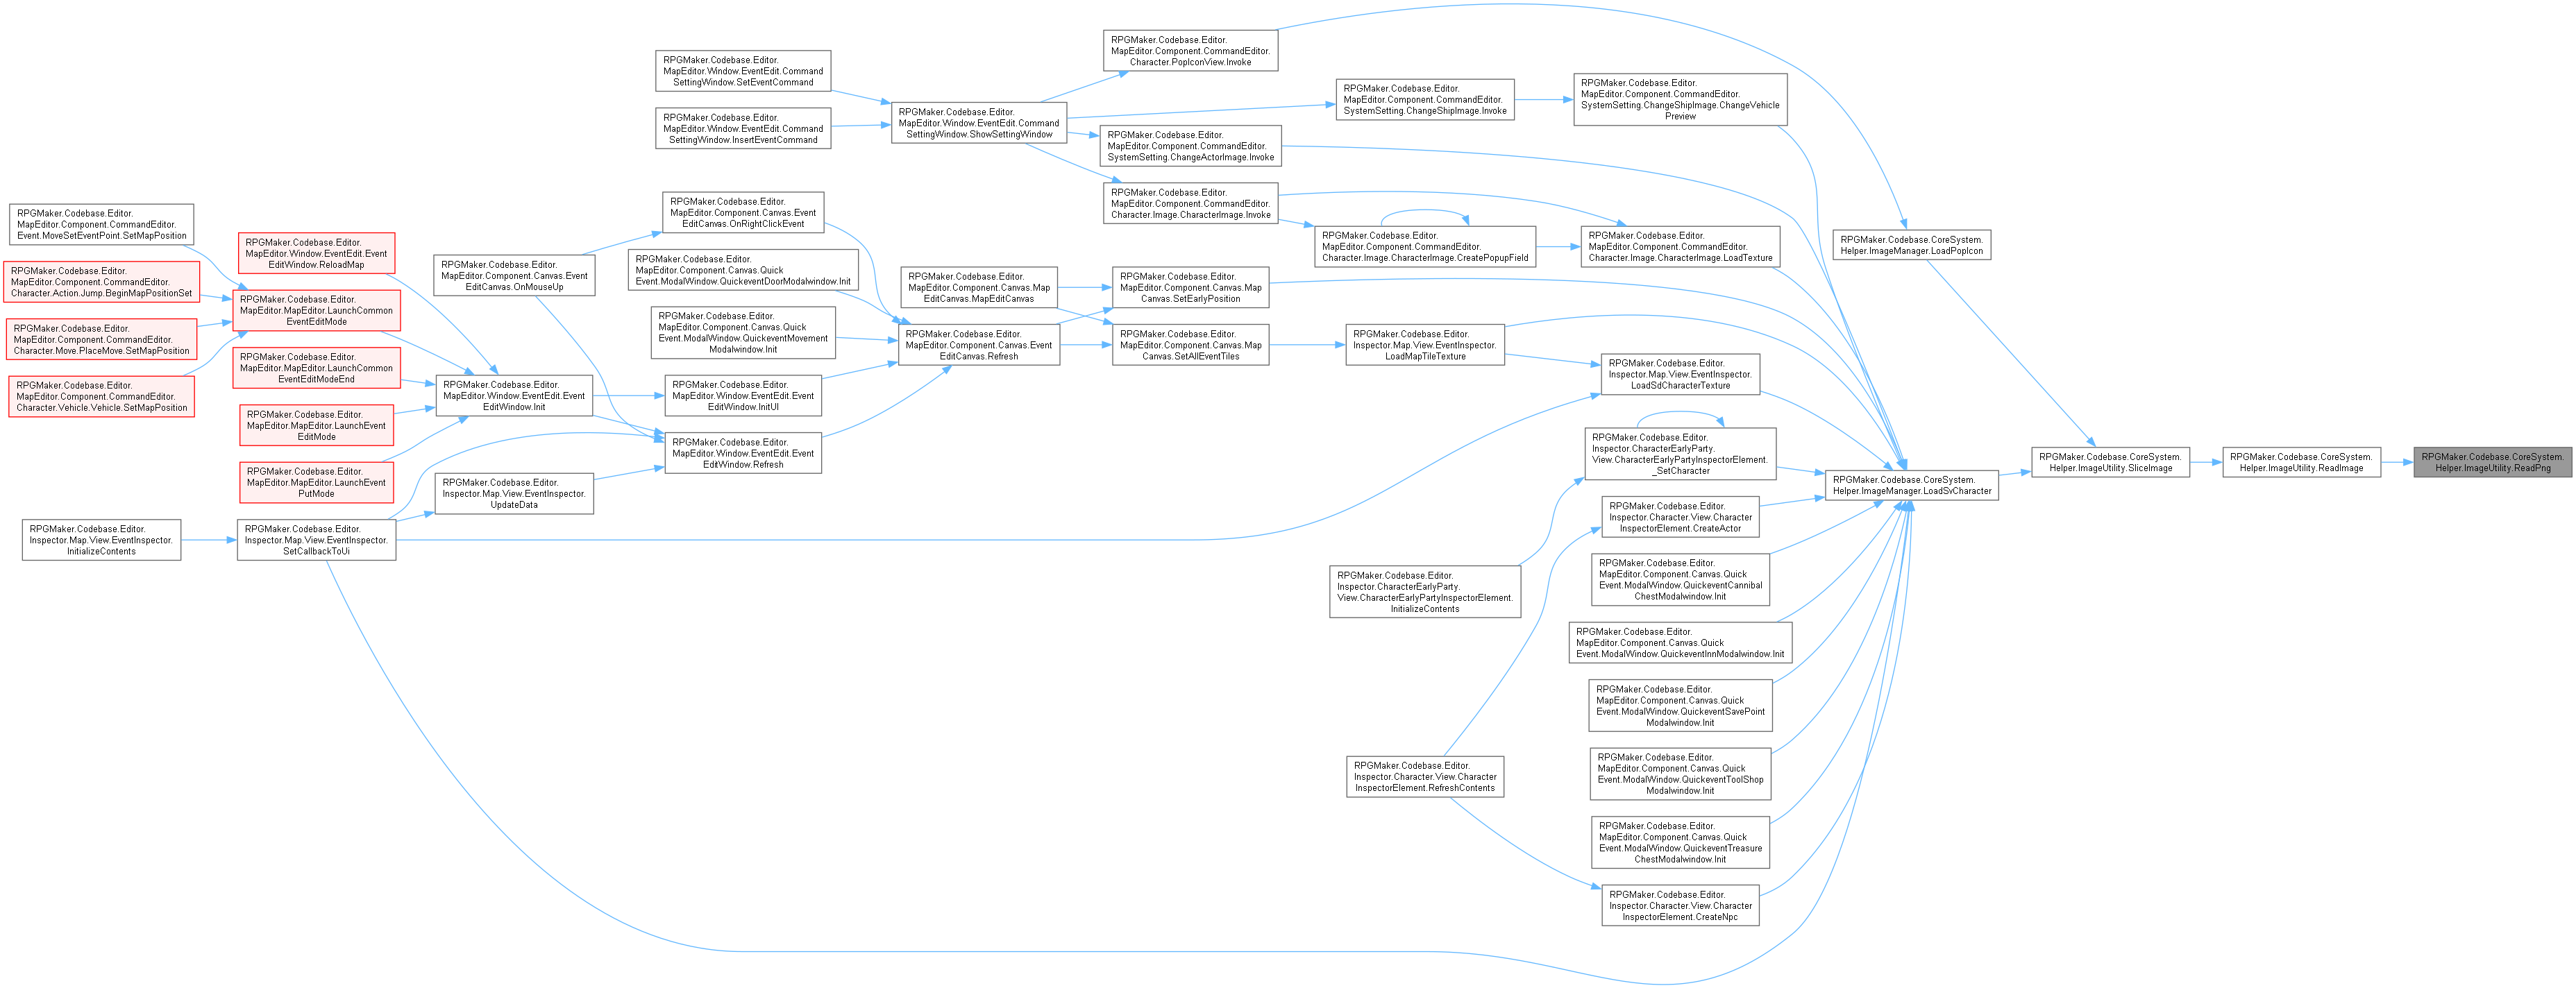 RPGMaker.Codebase.Editor.
MapEditor.Component.CommandEditor.
Event.MoveSetEventPoint.SetMapPosition
RPGMaker.Codebase.Editor.
MapEditor.Component.CommandEditor.
Character.Action.Jump.BeginMapPositionSet
RPGMaker.Codebase.Editor.
MapEditor.Component.CommandEditor.
Character.Move.PlaceMove.SetMapPosition
RPGMaker.Codebase.Editor.
MapEditor.Component.CommandEditor.
Character.Vehicle.Vehicle.SetMapPosition
RPGMaker.Codebase.Editor.
Inspector.Map.View.EventInspector.
InitializeContents
RPGMaker.Codebase.Editor.
MapEditor.Window.EventEdit.Event
EditWindow.ReloadMap
RPGMaker.Codebase.Editor.
MapEditor.MapEditor.LaunchCommon
EventEditMode
RPGMaker.Codebase.Editor.
MapEditor.MapEditor.LaunchCommon
EventEditModeEnd
RPGMaker.Codebase.Editor.
MapEditor.MapEditor.LaunchEvent
EditMode
RPGMaker.Codebase.Editor.
MapEditor.MapEditor.LaunchEvent
PutMode
RPGMaker.Codebase.Editor.
Inspector.Map.View.EventInspector.
SetCallbackToUi
RPGMaker.Codebase.Editor.
MapEditor.Component.Canvas.Event
EditCanvas.OnMouseUp
RPGMaker.Codebase.Editor.
MapEditor.Window.EventEdit.Event
EditWindow.Init
RPGMaker.Codebase.Editor.
Inspector.Map.View.EventInspector.
UpdateData
RPGMaker.Codebase.Editor.
MapEditor.Window.EventEdit.Command
SettingWindow.SetEventCommand
RPGMaker.Codebase.Editor.
MapEditor.Window.EventEdit.Command
SettingWindow.InsertEventCommand
RPGMaker.Codebase.Editor.
MapEditor.Component.Canvas.Event
EditCanvas.OnRightClickEvent
RPGMaker.Codebase.Editor.
MapEditor.Component.Canvas.Quick
Event.ModalWindow.QuickeventDoorModalwindow.Init
RPGMaker.Codebase.Editor.
MapEditor.Component.Canvas.Quick
Event.ModalWindow.QuickeventMovement
Modalwindow.Init
RPGMaker.Codebase.Editor.
MapEditor.Window.EventEdit.Event
EditWindow.InitUI
RPGMaker.Codebase.Editor.
MapEditor.Window.EventEdit.Event
EditWindow.Refresh
RPGMaker.Codebase.Editor.
MapEditor.Window.EventEdit.Command
SettingWindow.ShowSettingWindow
RPGMaker.Codebase.Editor.
MapEditor.Component.Canvas.Map
EditCanvas.MapEditCanvas
RPGMaker.Codebase.Editor.
MapEditor.Component.Canvas.Event
EditCanvas.Refresh
RPGMaker.Codebase.Editor.
MapEditor.Component.CommandEditor.
Character.PopIconView.Invoke
RPGMaker.Codebase.Editor.
MapEditor.Component.CommandEditor.
SystemSetting.ChangeActorImage.Invoke
RPGMaker.Codebase.Editor.
MapEditor.Component.CommandEditor.
Character.Image.CharacterImage.Invoke
RPGMaker.Codebase.Editor.
MapEditor.Component.Canvas.Map
Canvas.SetEarlyPosition
RPGMaker.Codebase.Editor.
MapEditor.Component.Canvas.Map
Canvas.SetAllEventTiles
RPGMaker.Codebase.Editor.
MapEditor.Component.CommandEditor.
SystemSetting.ChangeShipImage.Invoke
RPGMaker.Codebase.Editor.
MapEditor.Component.CommandEditor.
Character.Image.CharacterImage.CreatePopupField
RPGMaker.Codebase.Editor.
Inspector.Map.View.EventInspector.
LoadMapTileTexture
RPGMaker.Codebase.Editor.
Inspector.CharacterEarlyParty.
View.CharacterEarlyPartyInspectorElement.
InitializeContents
RPGMaker.Codebase.Editor.
Inspector.Character.View.Character
InspectorElement.RefreshContents
RPGMaker.Codebase.Editor.
MapEditor.Component.CommandEditor.
SystemSetting.ChangeShipImage.ChangeVehicle
Preview
RPGMaker.Codebase.Editor.
MapEditor.Component.CommandEditor.
Character.Image.CharacterImage.LoadTexture
RPGMaker.Codebase.Editor.
Inspector.Map.View.EventInspector.
LoadSdCharacterTexture
RPGMaker.Codebase.Editor.
Inspector.CharacterEarlyParty.
View.CharacterEarlyPartyInspectorElement.
_SetCharacter
RPGMaker.Codebase.Editor.
Inspector.Character.View.Character
InspectorElement.CreateActor
RPGMaker.Codebase.Editor.
MapEditor.Component.Canvas.Quick
Event.ModalWindow.QuickeventCannibal
ChestModalwindow.Init
RPGMaker.Codebase.Editor.
MapEditor.Component.Canvas.Quick
Event.ModalWindow.QuickeventInnModalwindow.Init
RPGMaker.Codebase.Editor.
MapEditor.Component.Canvas.Quick
Event.ModalWindow.QuickeventSavePoint
Modalwindow.Init
RPGMaker.Codebase.Editor.
MapEditor.Component.Canvas.Quick
Event.ModalWindow.QuickeventToolShop
Modalwindow.Init
RPGMaker.Codebase.Editor.
MapEditor.Component.Canvas.Quick
Event.ModalWindow.QuickeventTreasure
ChestModalwindow.Init
RPGMaker.Codebase.Editor.
Inspector.Character.View.Character
InspectorElement.CreateNpc
RPGMaker.Codebase.CoreSystem.
Helper.ImageManager.LoadPopIcon
RPGMaker.Codebase.CoreSystem.
Helper.ImageManager.LoadSvCharacter
RPGMaker.Codebase.CoreSystem.
Helper.ImageUtility.SliceImage
RPGMaker.Codebase.CoreSystem.
Helper.ImageUtility.ReadImage
RPGMaker.Codebase.CoreSystem.
Helper.ImageUtility.ReadPng